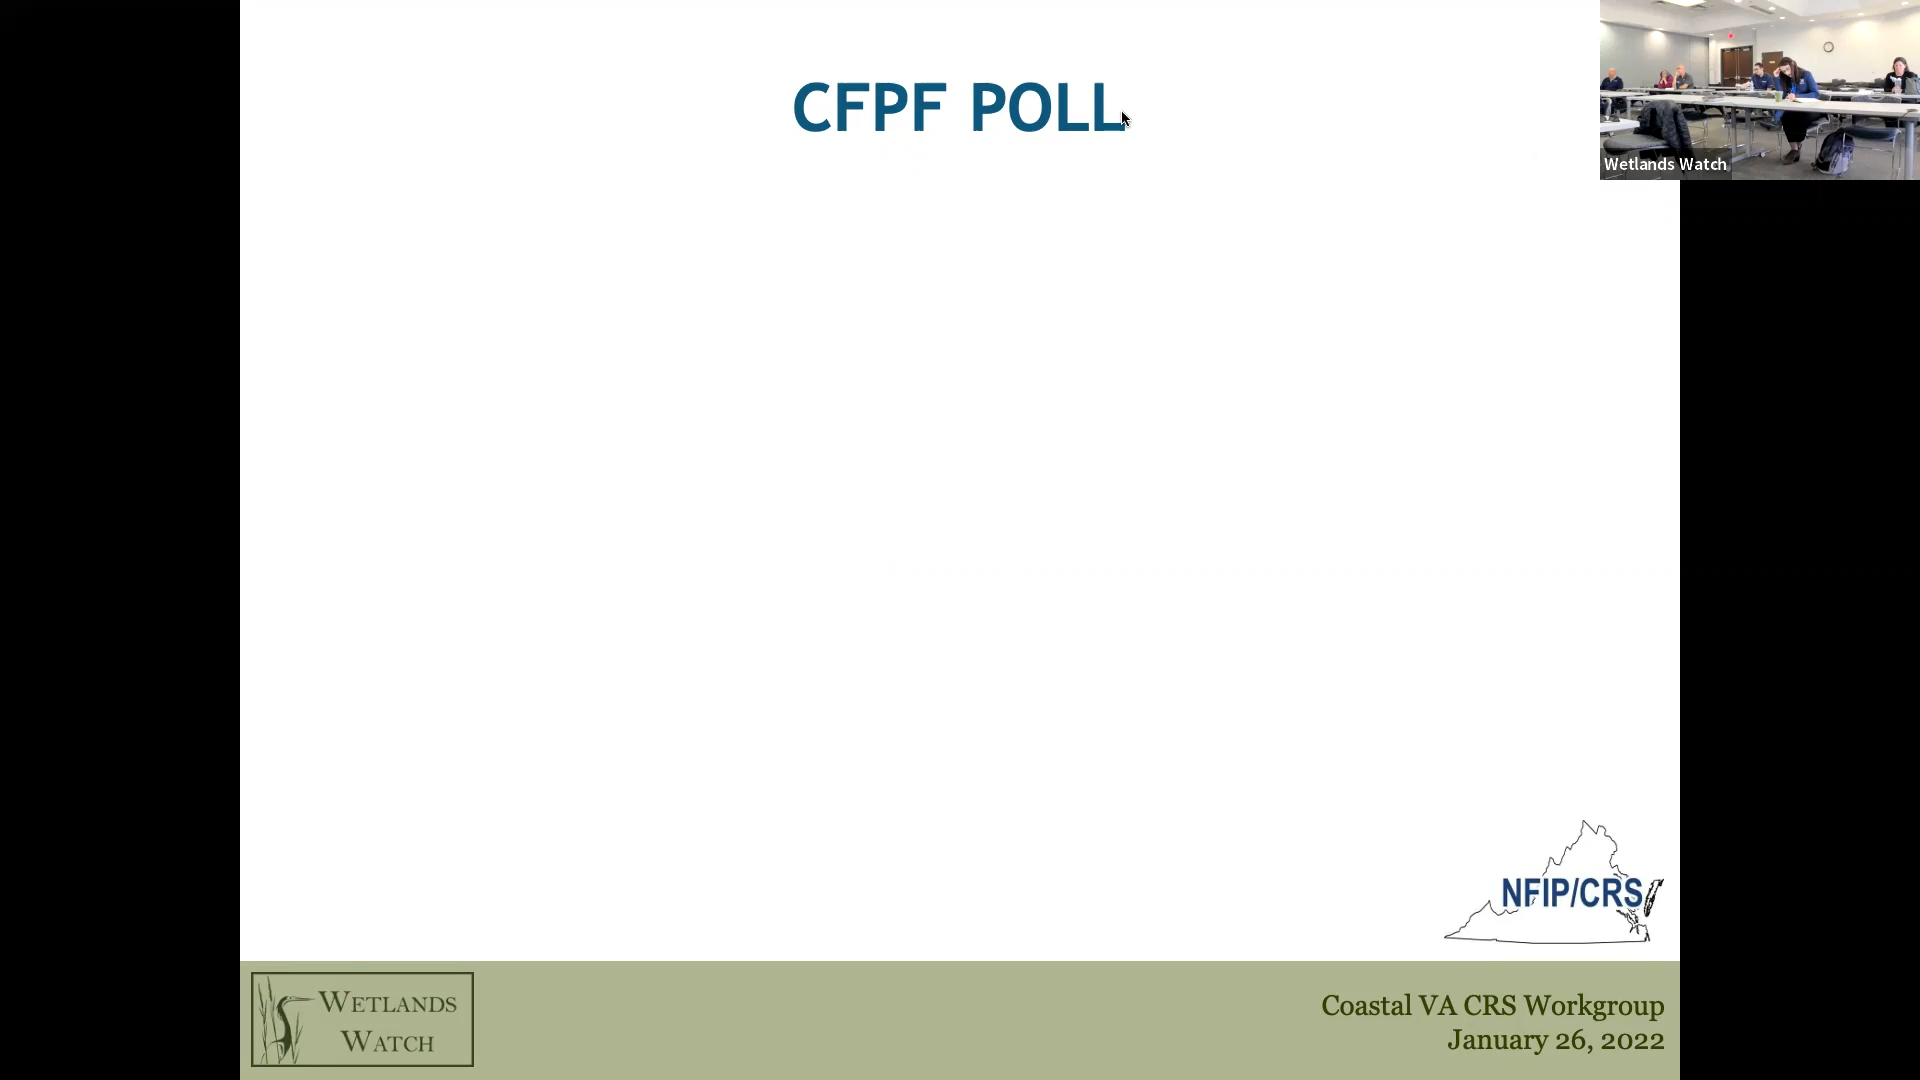 CFPF POLL
Wetlands Watch
NFIP/CRS
WETLANDS
WATCH
Coastal VA CRS Workgroup
January 26, 2022